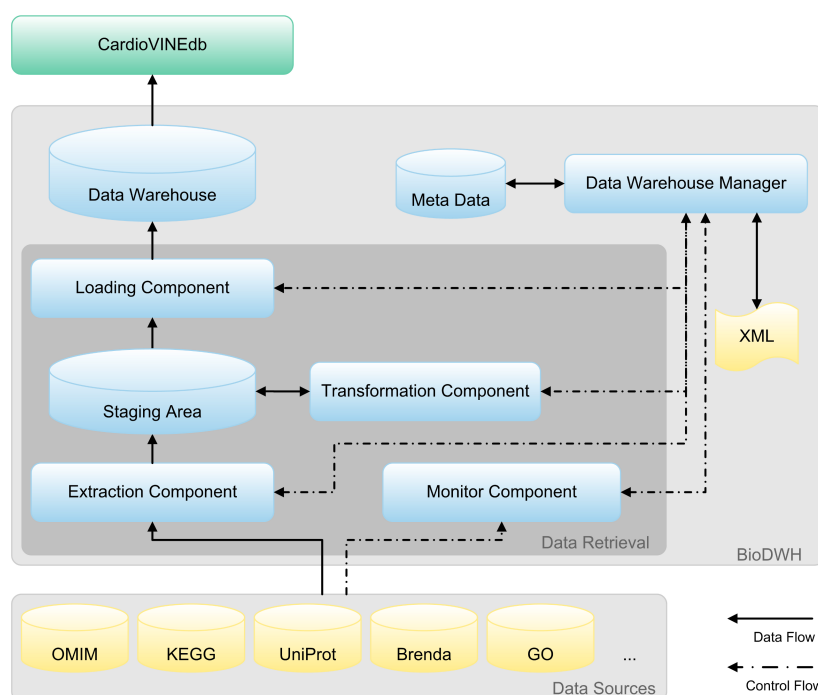 CardioVINEdb
Data Warehouse
Meta Data
Data Warehouse Manager
Loading Component
XML
Staging Area
Transformation Component
Extraction Component
Monitor Component
Data Retrieval
BioDWH
OMIM
KEGG
UniProt
Brenda
GO
...
Data Sources
Data Flow
Control Flow